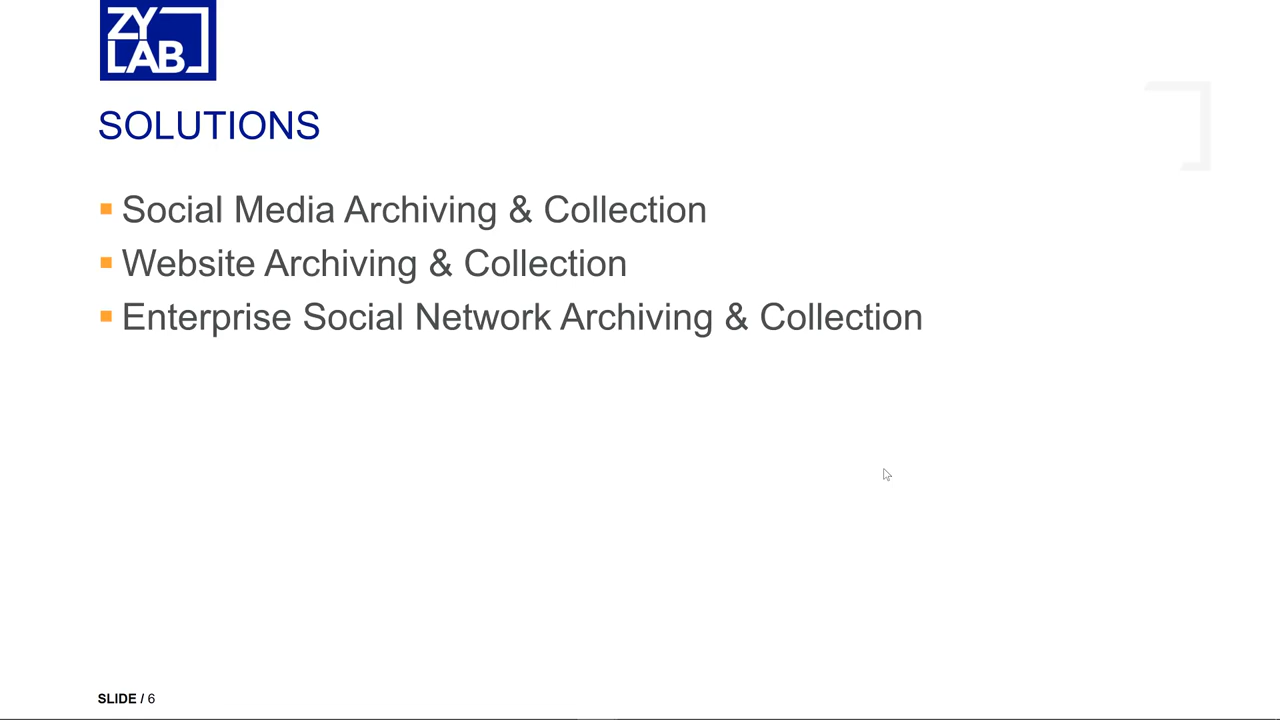 ZY
LAB
SOLUTIONS
Social Media Archiving & Collection
Website Archiving & Collection
Enterprise Social Network Archiving & Collection
SLIDE / 6